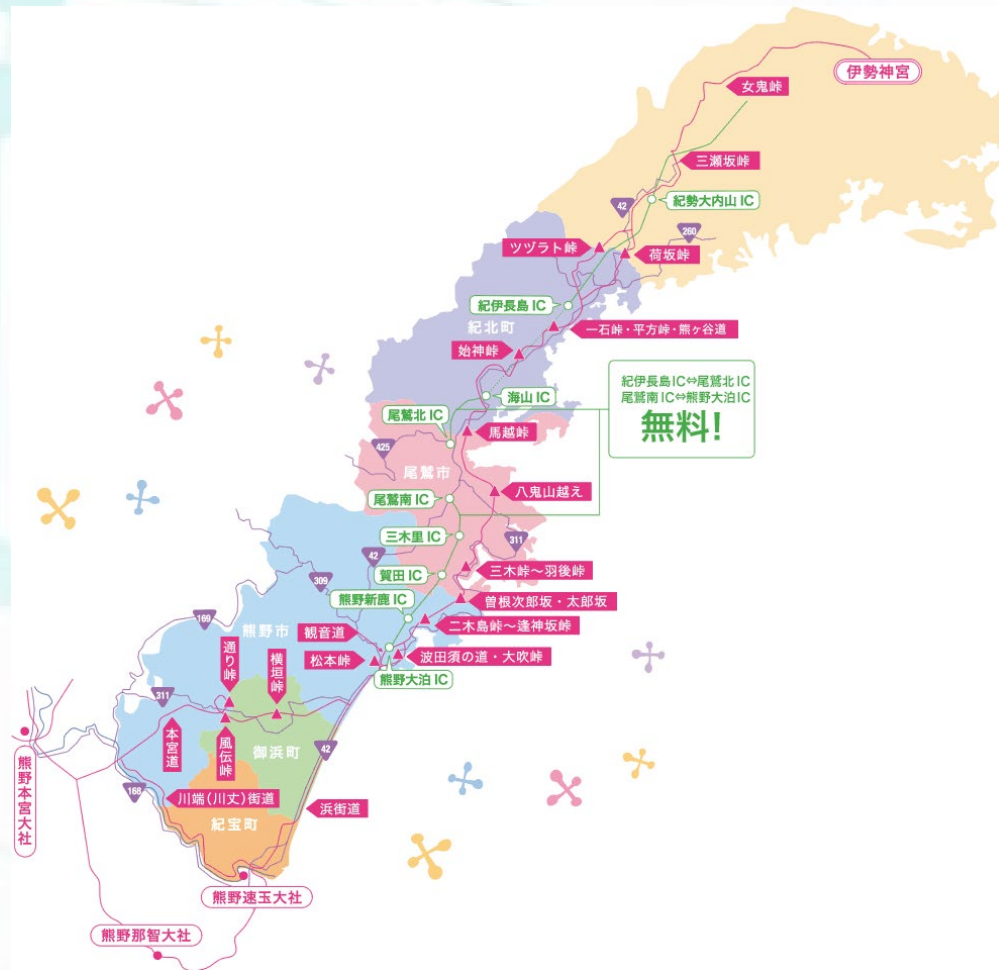 伊勢神宮
女鬼峠
三瀬坂峠
紀勢大内山 IC
42
260
ツヅラト峠
荷坂峠
紀伊長島 IC
紀北町
一石峠・平方峠・熊ヶ谷道
始神峠
海山 IC
紀伊長島IC⇔尾鷲北IC
尾鷲南IC⇔熊野大泊IC
無料!
尾鷲北 IC
馬越峠
425
尾鷲市
八鬼山越え
尾鷲南 IC
三木里 IC
311
42
賀田 IC
三木峠〜羽後峠
309
熊野新鹿 IC
曽根次郎坂・太郎坂
169
熊野市
観音道
二木島峠〜逢神坂峠
松本峠
波田須の道・大吹峠
熊野大泊 IC
通り峠
横垣峠
311
本宮道
風伝峠
御浜町
42
熊野本宮大社
168
川端(川丈)街道
浜街道
紀宝町
熊野速玉大社
熊野那智大社